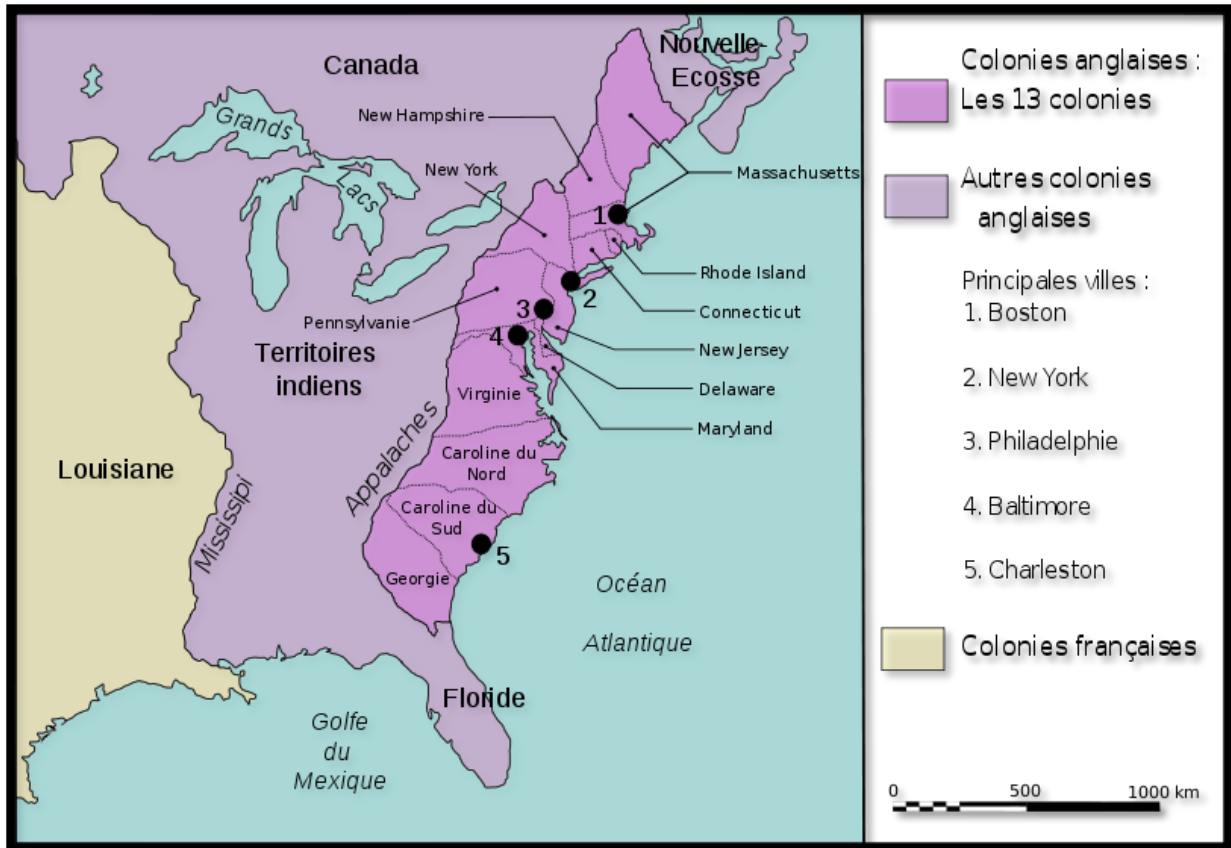 Canada
Nouvelle-
Ecosse
Grands
Lacs
New Hampshire
New York
Massachusetts
1
Rhode Island
2
3
Connecticut
Pennsylvanie
4
New Jersey
Territoires
indiens
Delaware
Virginie
Maryland
Appalaches
Louisiane
Mississipi
Caroline du
Nord
Caroline du
Sud
5
Georgie
Océan
Atlantique
Floride
Golfe
du
Mexique
Colonies anglaises :
Les 13 colonies
Autres colonies
anglaises
Principales villes :
1. Boston
2. New York
3. Philadelphie
4. Baltimore
5. Charleston
Colonies françaises
0 500 1000 km